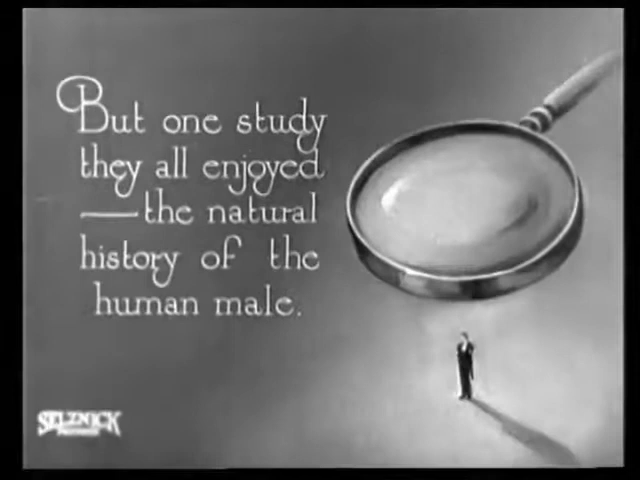 But one study
they all enjoyed
—the natural
history of the
human male.
SELZNICK